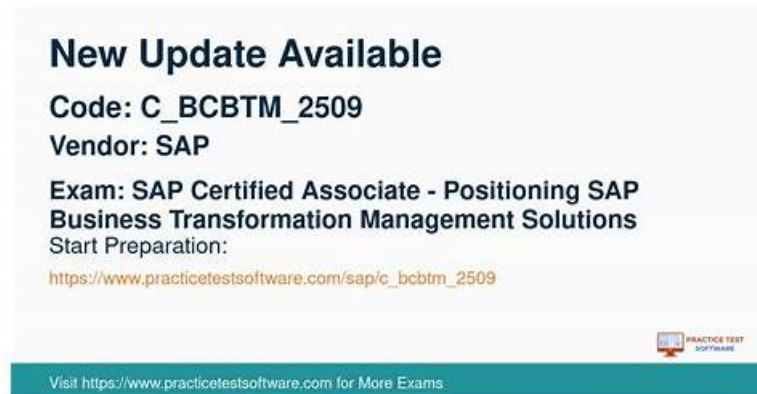 New Update Available
Code: C_BCBTM_2509
Vendor: SAP
Exam: SAP Certified Associate - Positioning SAP
Business Transformation Management Solutions
Start Preparation:
https://www.practicetestsoftware.com/sap/c_bcbtm_2509
PRACTICE TEST
SOFTWARE
Visit https://www.practicetestsoftware.com for More Exams